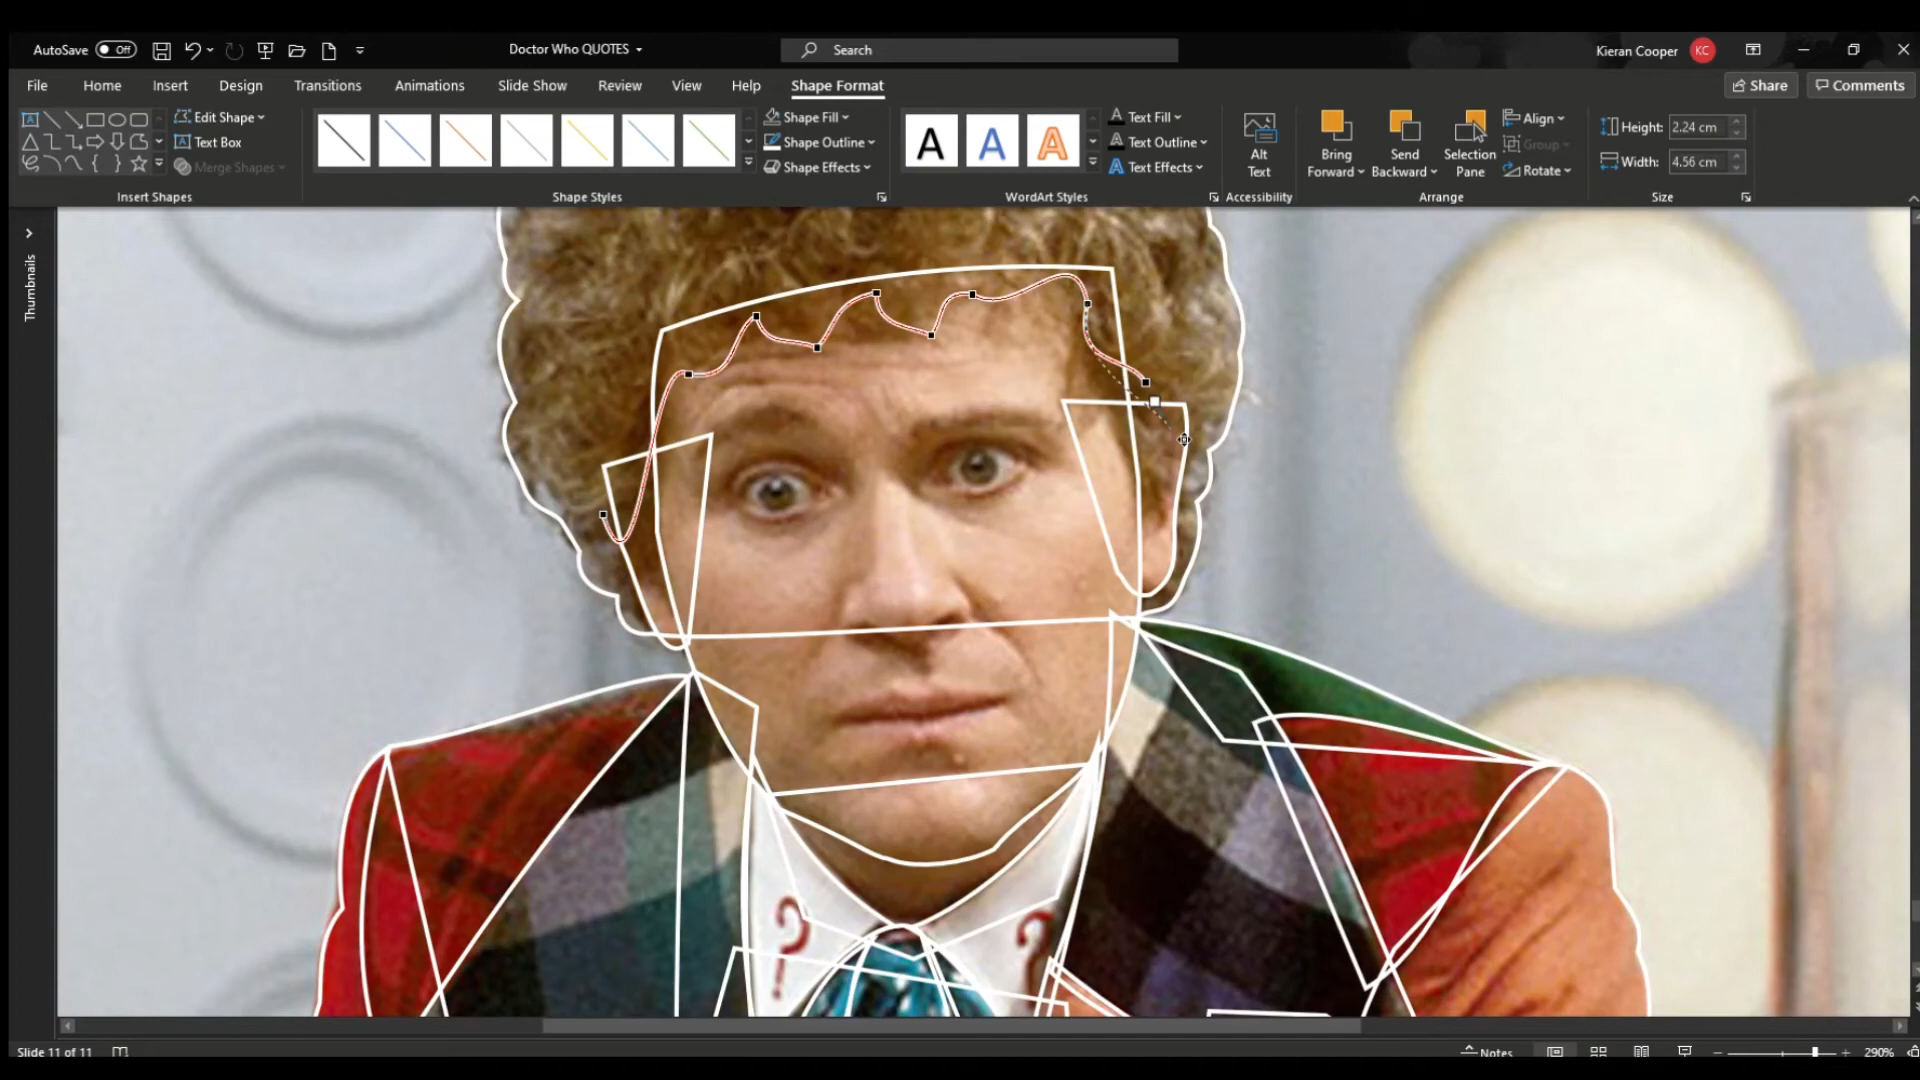 AutoSave Off
Doctor Who QUOTES
Search
Kieran Cooper KC
File Home Insert Design Transitions Animations Slide Show Review View Help Shape Format
Share Comments
Edit Shape
Text Box
Merge Shapes
Insert Shapes
Shape Fill
Shape Outline
Shape Effects
Shape Styles
A A A
Text Fill
Text Outline
Text Effects
WordArt Styles
Alt Text
Accessibility
Bring Forward
Send Backward
Selection Pane
Align
Group
Rotate
Arrange
Height: 2.24 cm
Width: 4.56 cm
Size
Thumbnails
? ?
Slide 11 of 11
Notes
290%